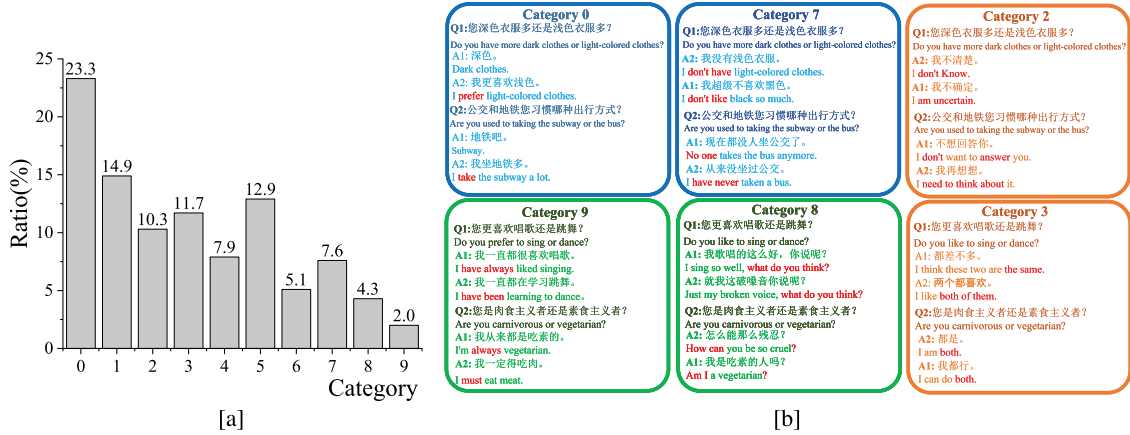 Ratio(%)
25
20
15
10
5
0
23.3
14.9
10.3
11.7
7.9
12.9
5.1
7.6
4.3
2.0
0 1 2 3 4 5 6 7 8 9
Category
[a]
Category 0
Q1:您深色衣服多还是浅色衣服多?
Do you have more dark clothes or light-colored clothes?
A1: 深色。
Dark clothes.
A2: 我更喜欢浅色。
I prefer light-colored clothes.
Q2:公交和地铁您习惯哪种出行方式?
Are you used to taking the subway or the bus?
A1: 地铁吧。
Subway.
A2: 我坐地铁多。
I take the subway a lot.
Category 7
Q1:您深色衣服多还是浅色衣服多?
Do you have more dark clothes or light-colored clothes?
A2: 我没有浅色衣服。
I don't have light-colored clothes.
A1: 我超级不喜欢黑色。
I don't like black so much.
Q2:公交和地铁您习惯哪种出行方式?
Are you used to taking the subway or the bus?
A1: 现在都没人坐公交了。
No one takes the bus anymore.
A2: 从来没坐过公交。
I have never taken a bus.
Category 2
Q1:您深色衣服多还是浅色衣服多?
Do you have more dark clothes or light-colored clothes?
A2: 我不清楚。
I don't Know.
A1: 我不确定。
I am uncertain.
Q2:公交和地铁您习惯哪种出行方式?
Are you used to taking the subway or the bus?
A1: 不想回答你。
I don't want to answer you.
A2: 我再想想。
I need to think about it.
Category 9
Q1:您更喜欢唱歌还是跳舞?
Do you prefer to sing or dance?
A1: 我一直都很喜欢唱歌。
I have always liked singing.
A2: 我一直都在学习跳舞。
I have been learning to dance。
Q2:您是肉食主义者还是素食主义者?
Are you carnivorous or vegetarian?
A1: 我从来都是吃素的。
I'm always vegetarian.
A2: 我一定得吃肉。
I must eat meat.
Category 8
Q1:您更喜欢唱歌还是跳舞?
Do you like to sing or dance?
A1: 我歌唱的这么好，你说呢?
I sing so well, what do you think?
A2: 就我这破嗓音你说呢?
Just my broken voice, what do you think?
Q2:您是肉食主义者还是素食主义者?
Are you carnivorous or vegetarian?
A2: 怎么能那么残忍?
How can you be so cruel?
A1: 我是吃素的人吗?
Am I a vegetarian?
Category 3
Q1:您更喜欢唱歌还是跳舞?
Do you like to sing or dance?
A1: 都差不多。
I think these two are the same.
A2: 两个都喜欢。
I like both of them.
Q2:您是肉食主义者还是素食主义者?
Are you carnivorous or vegetarian?
A2: 都是。
I am both.
A1: 我都行。
I can do both.
[b]